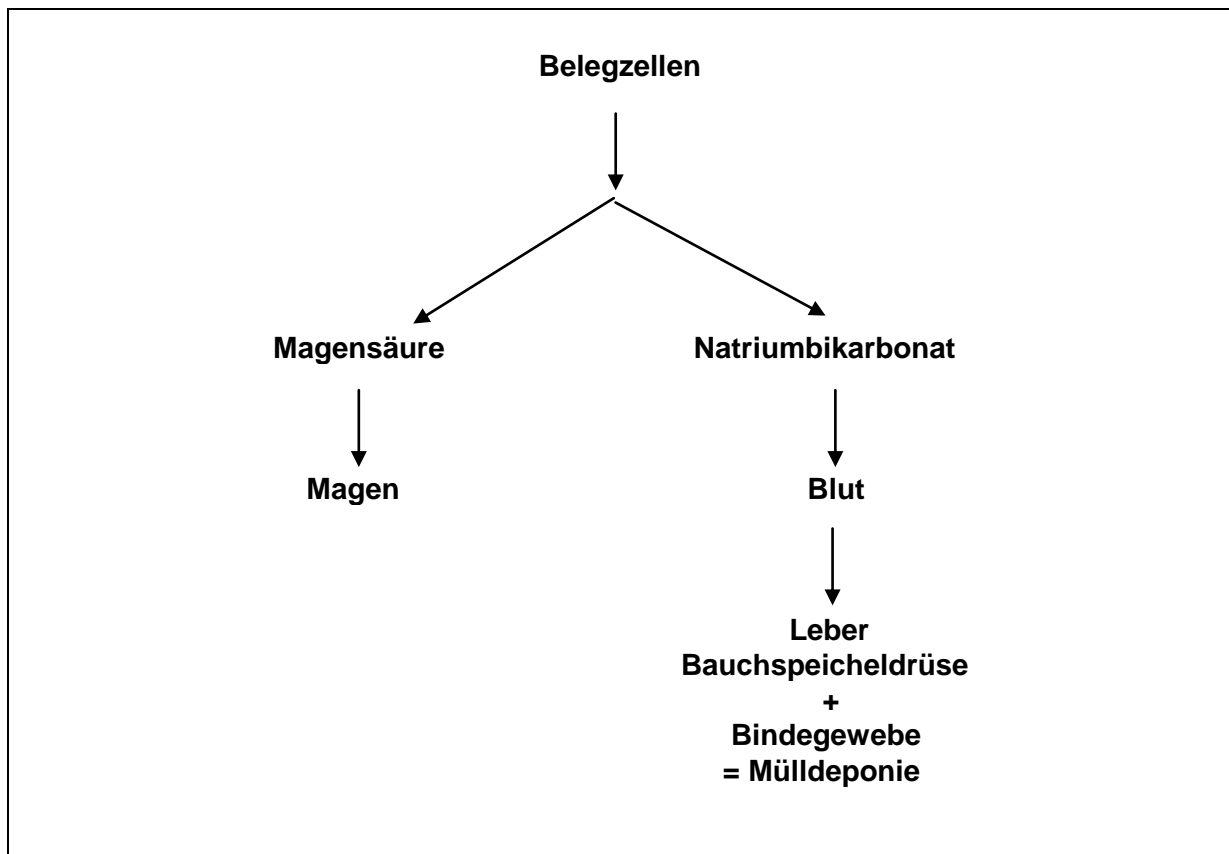 Belegzellen
Magensäure
Natriumbikarbonat
Magen
Blut
Leber
Bauchspeicheldrüse
+
Bindegewebe
= Mülldeponie